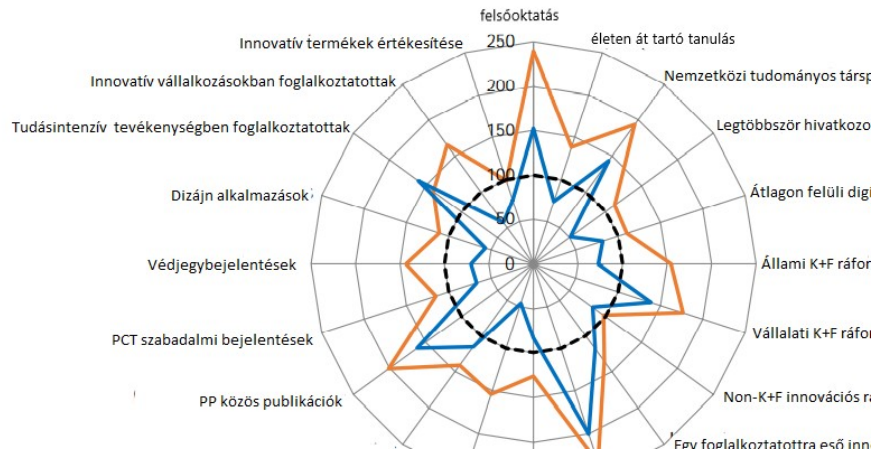 felsőoktatás
életen át tartó tanulás
Innovatív termékek értékesítése
Nemzetközi tudományos társp
Innovatív vállalkozásokban foglalkoztatottak
Legtöbbször hivatkozo
Tudásintenzív tevékenységben foglalkoztatottak
Átlagon felüli digi
Dizájn alkalmazások
Állami K+F ráfor
Védjegybejelentések
Vállalati K+F ráfor
PCT szabadalmi bejelentések
Non-K+F innovációs rá
PP közös publikációk
Egy foglalkoztatottra eső inno
250
200
150
100
50
0